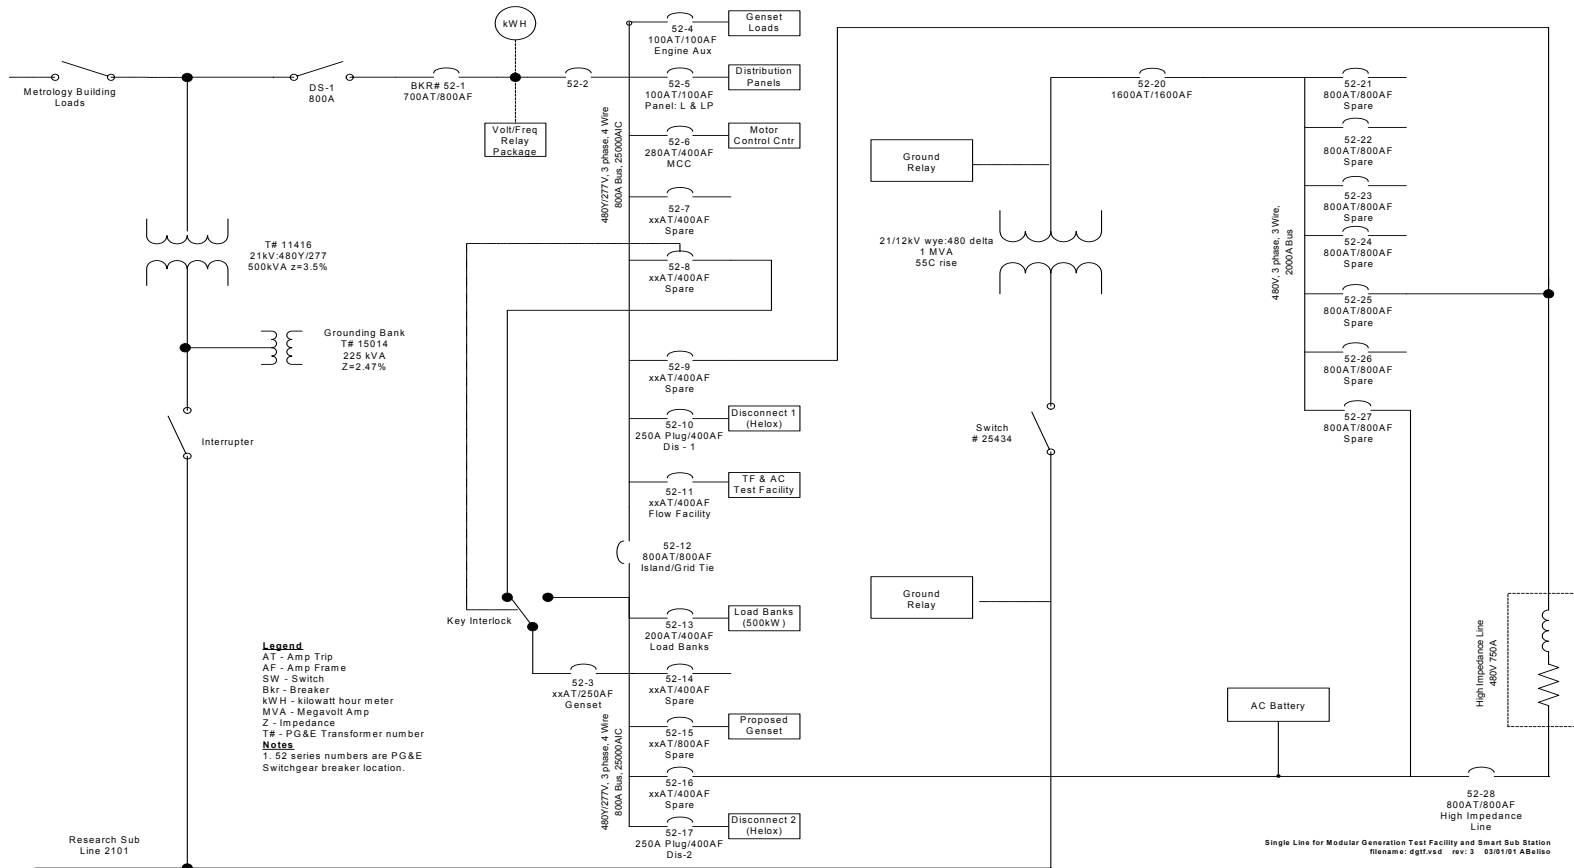 Metrology Building
Loads
DS-1
800A
BKR# 52-1
700AT/800AF
kWH
Volt/Freq
Relay
Package
52-2
480Y/277V, 3 phase, 4 Wire
800A Bus, 25000AIC
52-4
100AT/100AF
Engine Aux
Genset
Loads
52-5
100AT/100AF
Panel: L & LP
Distribution
Panels
52-6
280AT/400AF
MCC
Motor
Control Cntr
52-7
xxAT/400AF
Spare
52-8
xxAT/400AF
Spare
52-9
xxAT/400AF
Spare
52-10
250A Plug/400AF
Dis - 1
Disconnect 1
(Helox)
52-11
xxAT/400AF
Flow Facility
TF & AC
Test Facility
52-12
800AT/800AF
Island/Grid Tie
52-13
200AT/400AF
Load Banks
Load Banks
(500kW)
Key Interlock
52-3
xxAT/250AF
Genset
52-14
xxAT/400AF
Spare
52-15
xxAT/800AF
Spare
Proposed
Genset
52-16
xxAT/400AF
Spare
52-17
250A Plug/400AF
Dis-2
Disconnect 2
(Helox)
480Y/277V, 3 phase, 4 Wire
800A Bus, 25000AIC
T# 11416
21kV:480Y/277
500kVA z=3.5%
Grounding Bank
T# 15014
225 kVA
Z=2.47%
Interrupter
Legend
AT - Amp Trip
AF - Amp Frame
SW - Switch
Bkr - Breaker
kWH - kilowatt hour meter
MVA - Megavolt Amp
Z - Impedance
T# - PG&E Transformer number
Notes
1. 52 series numbers are PG&E
Switchgear breaker location.
Research Sub
Line 2101
Ground
Relay
21/12kV wye:480 delta
1 MVA
55C rise
Switch
# 25434
Ground
Relay
52-20
1600AT/1600AF
480V, 3 phase, 3 Wire,
2000A Bus
52-21
800AT/800AF
Spare
52-22
800AT/800AF
Spare
52-23
800AT/800AF
Spare
52-24
800AT/800AF
Spare
52-25
800AT/800AF
Spare
52-26
800AT/800AF
Spare
52-27
800AT/800AF
Spare
AC Battery
High Impedance Line
480V 750A
52-28
800AT/800AF
High Impedance
Line
Single Line for Modular Generation Test Facility and Smart Sub Station
filename: dgtf.vsd rev: 3 03/01/01 ABeliso